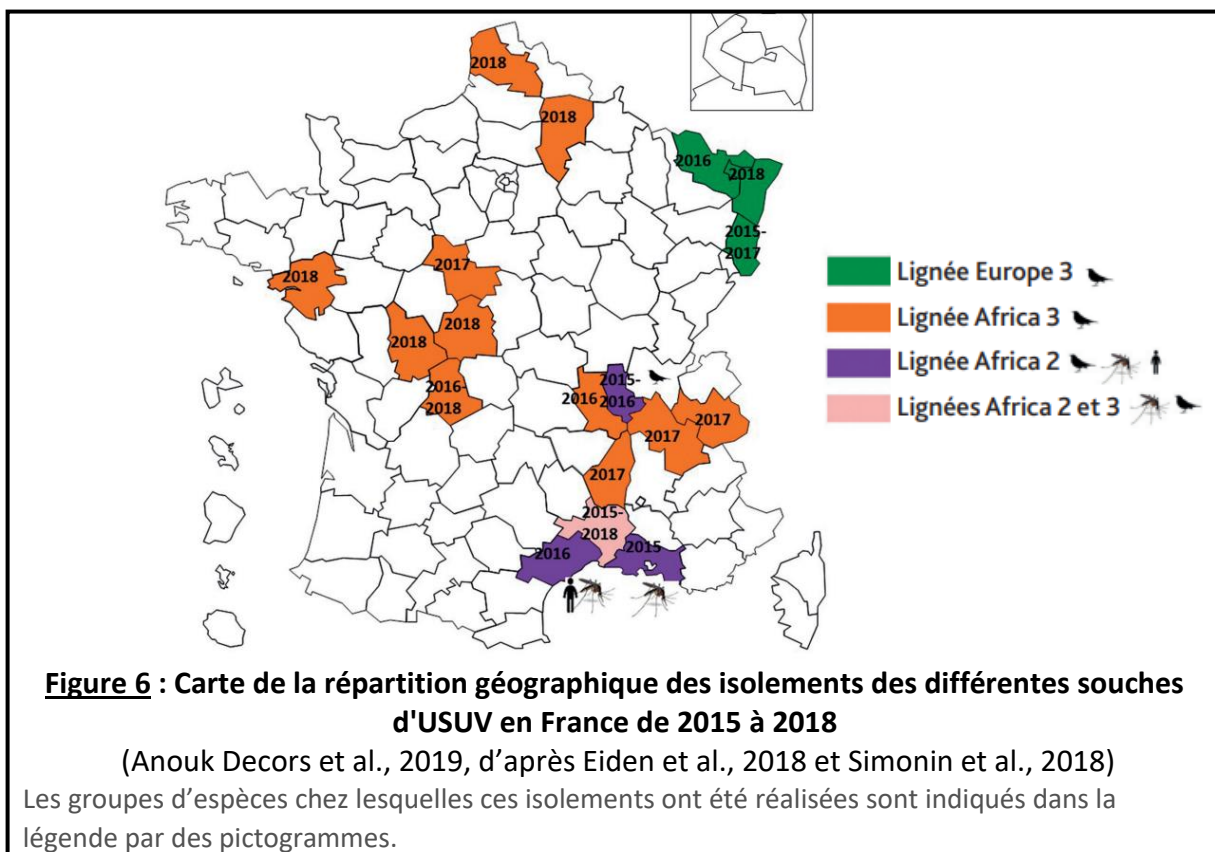 2018
2018
2016
2018
2015-
2017
2018
2017
2018
2018
2016-
2018
2015-
2016
2016
2017
2017
2017
2015-
2018
2016
2015
Lignée Europe 3
Lignée Africa 3
Lignée Africa 2
Lignées Africa 2 et 3
Figure 6 : Carte de la répartition géographique des isolements des différentes souches
d'USUV en France de 2015 à 2018
(Anouk Decors et al., 2019, d’après Eiden et al., 2018 et Simonin et al., 2018)
Les groupes d’espèces chez lesquelles ces isolements ont été réalisées sont indiqués dans la
légende par des pictogrammes.